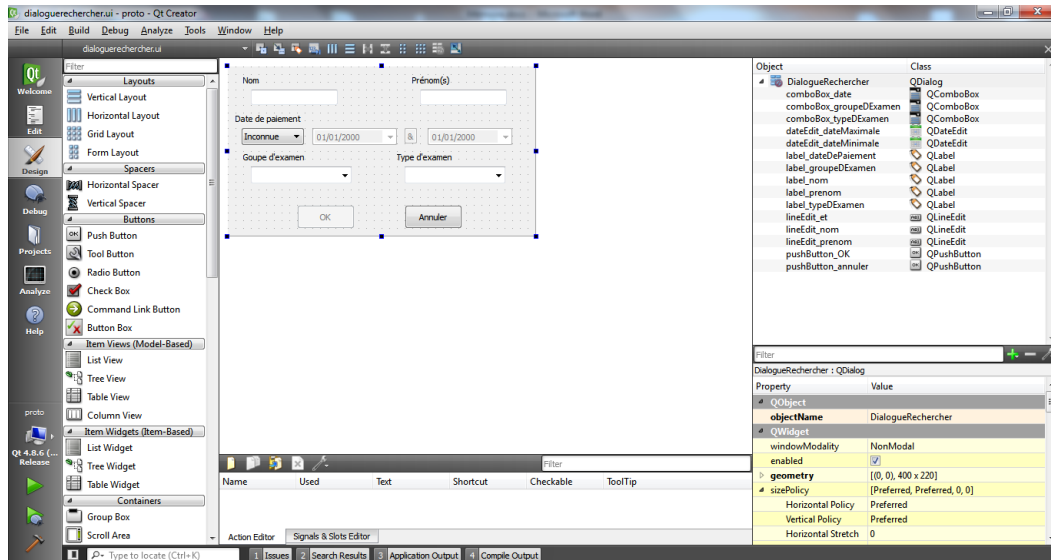 dialoguerechercher.ui - proto - Qt Creator
File Edit Build Debug Analyze Tools Window Help
dialoguerechercher.ui
Qt
Welcome
Edit
Design
Debug
Projects
Analyze
Help
proto
Qt 4.8.6 (...
Release
Filter
Layouts
Vertical Layout
Horizontal Layout
Grid Layout
Form Layout
Spacers
Horizontal Spacer
Vertical Spacer
Buttons
OK Push Button
Tool Button
Radio Button
Check Box
Command Link Button
Button Box
Item Views (Model-Based)
List View
Tree View
Table View
Column View
Item Widgets (Item-Based)
List Widget
Tree Widget
Table Widget
Containers
Group Box
Scroll Area
Nom Prénom(s)
Date de paiement
Inconnue 01/01/2000 & 01/01/2000
Goupe d'examen Type d'examen
OK Annuler
Filter
Name Used Text Shortcut Checkable ToolTip
Action Editor Signals & Slots Editor
Object Class
DialogueRechercher QDialog
comboBox_date QComboBox
comboBox_groupeDExamen QComboBox
comboBox_typeDExamen QComboBox
dateEdit_dateMaximale QDateEdit
dateEdit_dateMinimale QDateEdit
label_dateDePaiement QLabel
label_groupeDExamen QLabel
label_nom QLabel
label_prenom QLabel
label_typeDExamen QLabel
lineEdit_et QLineEdit
lineEdit_nom QLineEdit
lineEdit_prenom QLineEdit
pushButton_OK QPushButton
pushButton_annuler QPushButton
Filter
DialogueRechercher : QDialog
Property Value
QObject
objectName DialogueRechercher
QWidget
windowModality NonModal
enabled
geometry [(0, 0), 400 x 220]
sizePolicy [Preferred, Preferred, 0, 0]
Horizontal Policy Preferred
Vertical Policy Preferred
Horizontal Stretch 0
Type to locate (Ctrl+K) 1 Issues 2 Search Results 3 Application Output 4 Compile Output